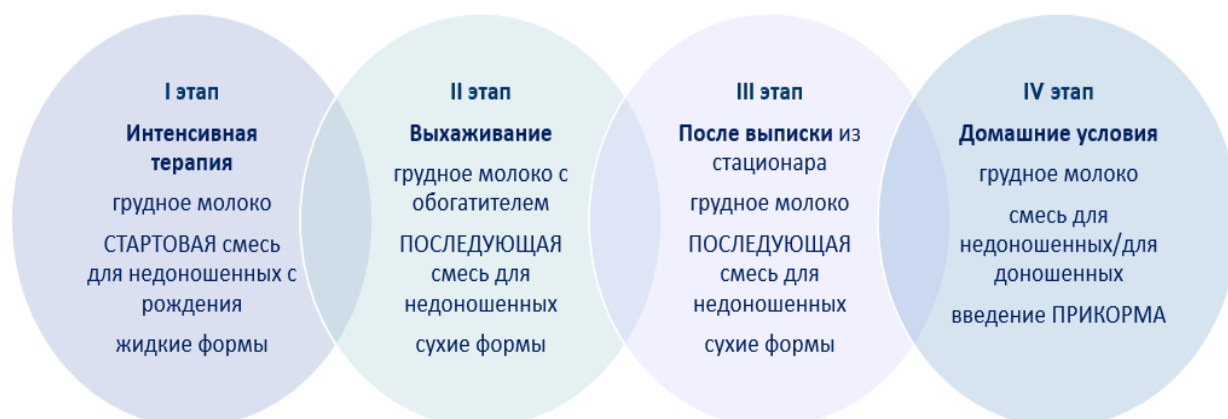 I этап
Интенсивная
терапия
грудное молоко
СТАРТОВАЯ смесь
для недоношенных с
рождения
жидкие формы
II этап
Выхаживание
грудное молоко с
обогатителем
ПОСЛЕДУЮЩАЯ
смесь для
недоношенных
сухие формы
III этап
После выписки из
стационара
грудное молоко
ПОСЛЕДУЮЩАЯ
смесь для
недоношенных
сухие формы
IV этап
Домашние условия
грудное молоко
смесь для
недоношенных/для
доношенных
введение ПРИКОРМА